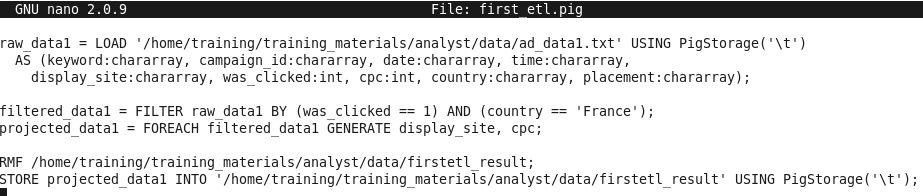 GNU nano 2.0.9 File: first_etl.pig
raw_data1 = LOAD '/home/training/training_materials/analyst/data/ad_data1.txt' USING PigStorage('\t')
AS (keyword:chararray, campaign_id:chararray, date:chararray, time:chararray,
display_site:chararray, was_clicked:int, cpc:int, country:chararray, placement:chararray);
filtered_data1 = FILTER raw_data1 BY (was_clicked == 1) AND (country == 'France');
projected_data1 = FOREACH filtered_data1 GENERATE display_site, cpc;
RMF /home/training/training_materials/analyst/data/firstetl_result;
STORE projected_data1 INTO '/home/training/training_materials/analyst/data/firstetl_result' USING PigStorage('\t');